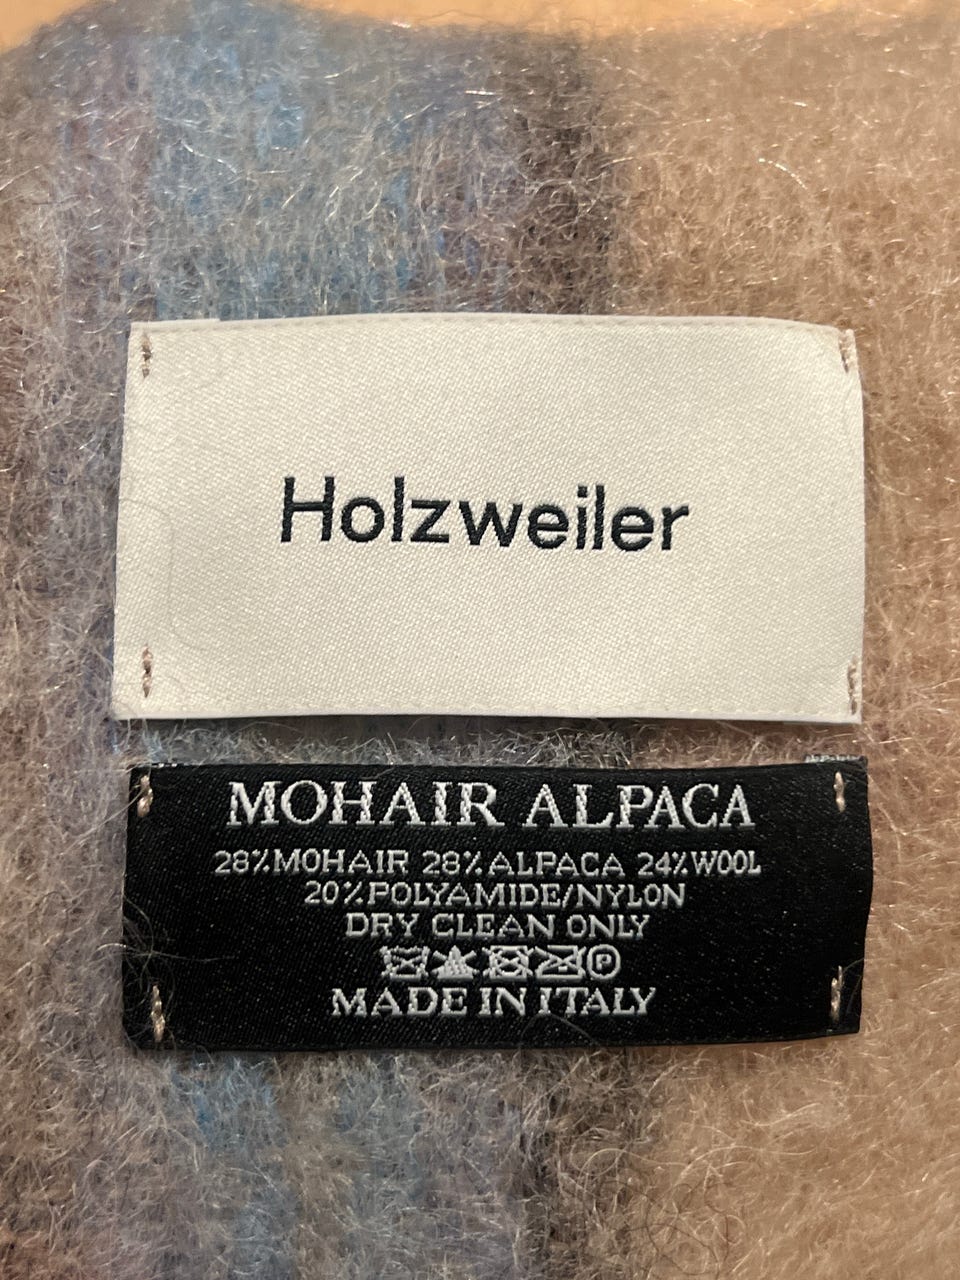 Holzweiler
MOHAIR ALPACA
28%MOHAIR 28%ALPACA 24%WOOL
20%POLYAMIDE/NYLON
DRY CLEAN ONLY
P
MADE IN ITALY